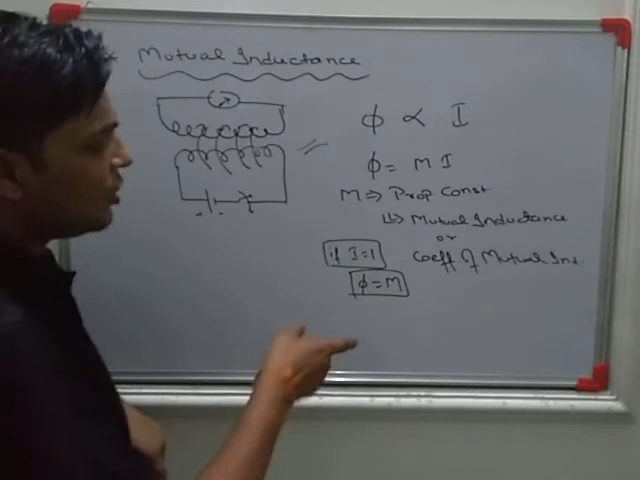 Mutual Inductance
ϕ ∝ I
ϕ = M I
M ⇒ Prop Const
↳ Mutual Inductance
or
Coeff. of Mutual Ind.
if I=1
ϕ = M